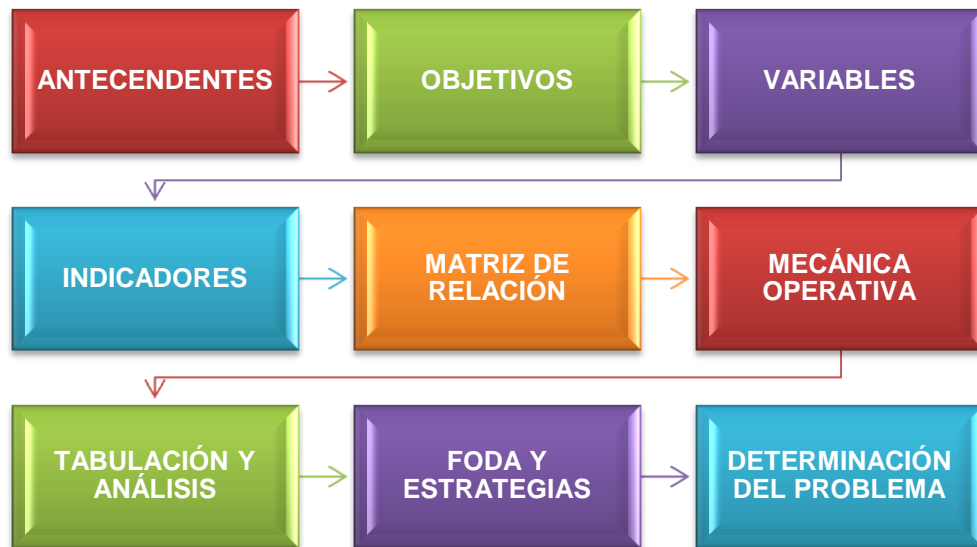 ANTECENDENTES
OBJETIVOS
VARIABLES
INDICADORES
MATRIZ DE
RELACIÓN
MECÁNICA
OPERATIVA
TABULACIÓN Y
ANÁLISIS
FODA Y
ESTRATEGIAS
DETERMINACIÓN
DEL PROBLEMA